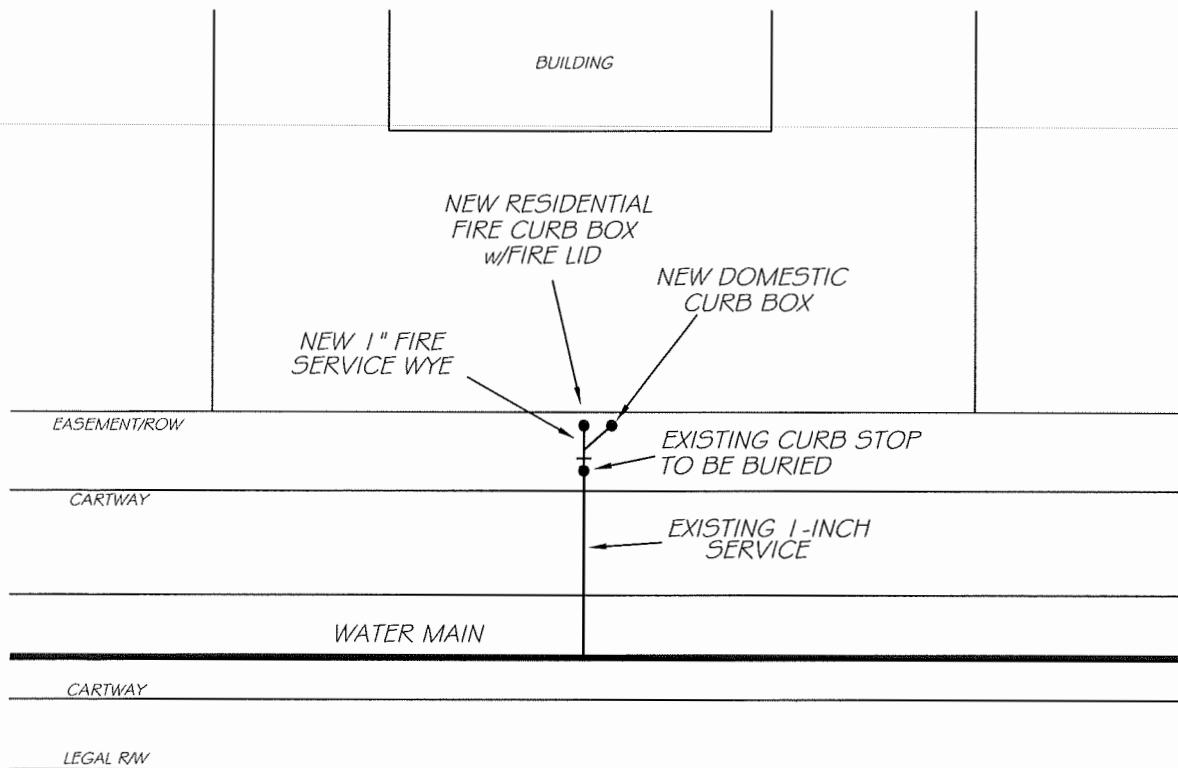 BUILDING
NEW RESIDENTIAL
FIRE CURB BOX
w/FIRE LID
NEW DOMESTIC
CURB BOX
NEW 1" FIRE
SERVICE WYE
EASEMENT/ROW
EXISTING CURB STOP
TO BE BURIED
CARTWAY
EXISTING 1-INCH
SERVICE
WATER MAIN
CARTWAY
LEGAL R/W